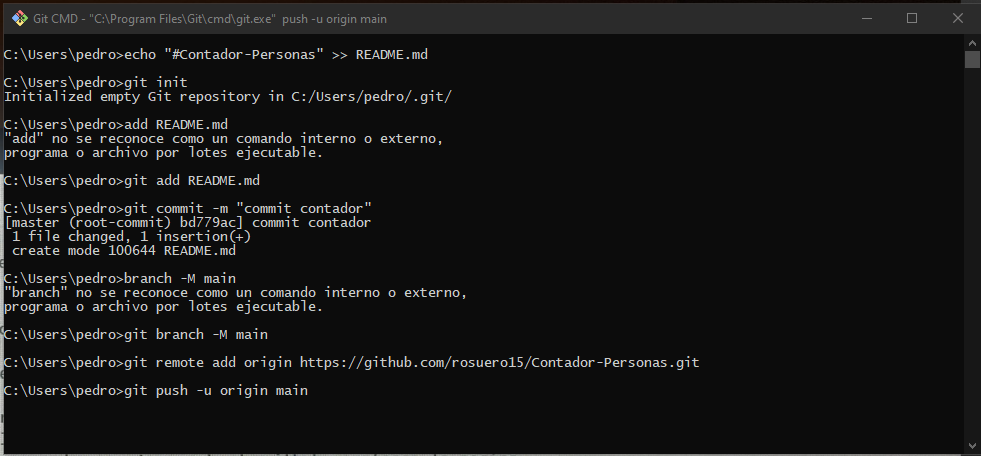 Git CMD - "C:\Program Files\Git\cmd\git.exe" push -u origin main
C:\Users\pedro>echo "#Contador-Personas" >> README.md
C:\Users\pedro>git init
Initialized empty Git repository in C:/Users/pedro/.git/
C:\Users\pedro>add README.md
"add" no se reconoce como un comando interno o externo,
programa o archivo por lotes ejecutable.
C:\Users\pedro>git add README.md
C:\Users\pedro>git commit -m "commit contador"
[master (root-commit) bd779ac] commit contador
 1 file changed, 1 insertion(+)
 create mode 100644 README.md
C:\Users\pedro>branch -M main
"branch" no se reconoce como un comando interno o externo,
programa o archivo por lotes ejecutable.
C:\Users\pedro>git branch -M main
C:\Users\pedro>git remote add origin https://github.com/rosuero15/Contador-Personas.git
C:\Users\pedro>git push -u origin main